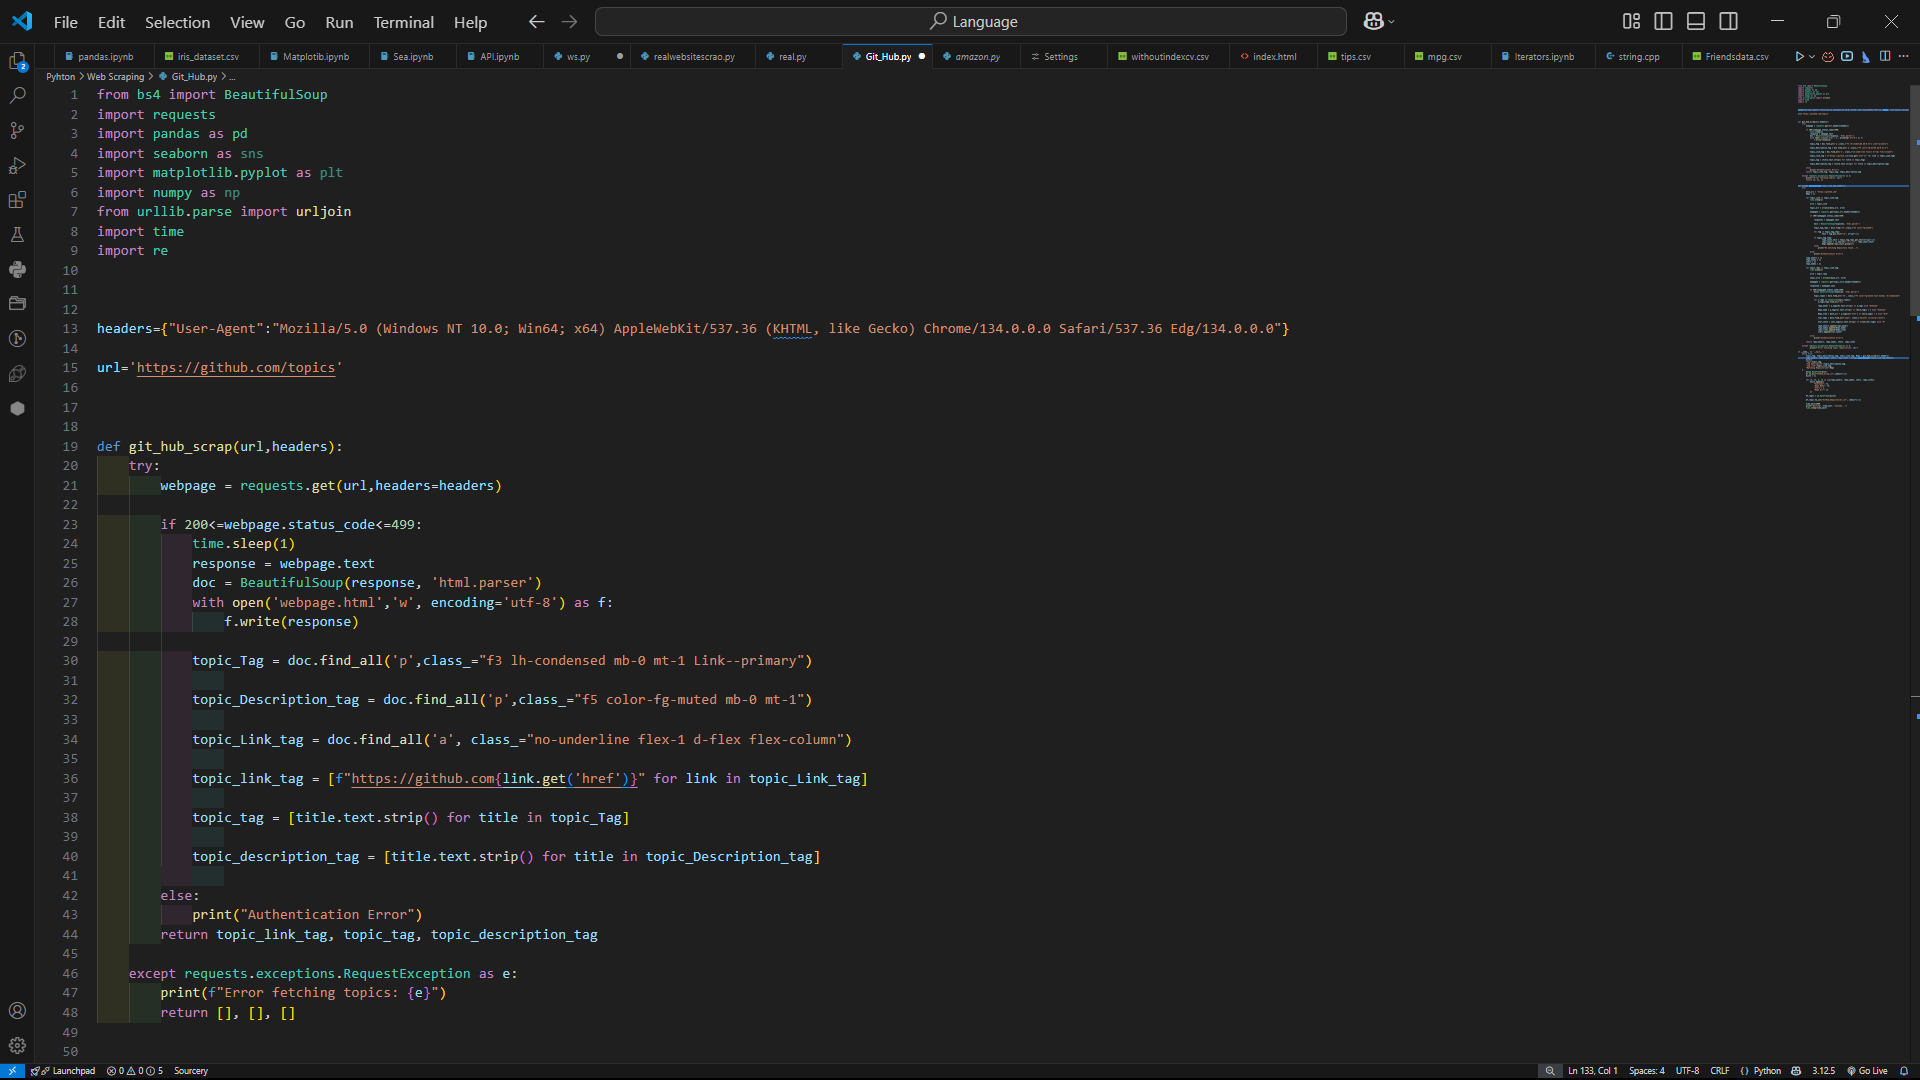 File Edit Selection View Go Run Terminal Help Language
pandas.ipynb iris_dataset.csv Matplotib.ipynb Sea.ipynb API.ipynb ws.py realwebsitescrao.py real.py Git_Hub.py amazon.py Settings withoutindexcv.csv index.html tips.csv mpg.csv Iterators.ipynb string.cpp Friendsdata.csv
Pyhton > Web Scraping > Git_Hub.py > ...
1 from bs4 import BeautifulSoup
2 import requests
3 import pandas as pd
4 import seaborn as sns
5 import matplotlib.pyplot as plt
6 import numpy as np
7 from urllib.parse import urljoin
8 import time
9 import re
10
11
12
13 headers={"User-Agent":"Mozilla/5.0 (Windows NT 10.0; Win64; x64) AppleWebKit/537.36 (KHTML, like Gecko) Chrome/134.0.0.0 Safari/537.36 Edg/134.0.0.0"}
14
15 url='https://github.com/topics'
16
17
18
19 def git_hub_scrap(url,headers):
20     try:
21         webpage = requests.get(url,headers=headers)
22
23         if 200<=webpage.status_code<=499:
24             time.sleep(1)
25             response = webpage.text
26             doc = BeautifulSoup(response, 'html.parser')
27             with open('webpage.html','w', encoding='utf-8') as f:
28                 f.write(response)
29
30             topic_Tag = doc.find_all('p',class_="f3 lh-condensed mb-0 mt-1 Link--primary")
31
32             topic_Description_tag = doc.find_all('p',class_="f5 color-fg-muted mb-0 mt-1")
33
34             topic_Link_tag = doc.find_all('a', class_="no-underline flex-1 d-flex flex-column")
35
36             topic_link_tag = [f"https://github.com{link.get('href')}" for link in topic_Link_tag]
37
38             topic_tag = [title.text.strip() for title in topic_Tag]
39
40             topic_description_tag = [title.text.strip() for title in topic_Description_tag]
41
42         else:
43             print("Authentication Error")
44         return topic_link_tag, topic_tag, topic_description_tag
45
46     except requests.exceptions.RequestException as e:
47         print(f"Error fetching topics: {e}")
48         return [], [], []
49
50
2
Launchpad 0 0 5 Sourcery Ln 133, Col 1 Spaces: 4 UTF-8 CRLF {} Python 3.12.5 Go Live